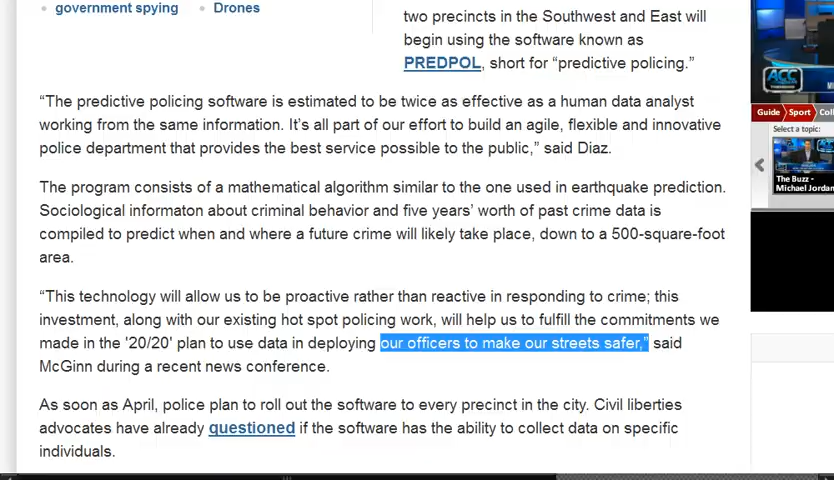 government spying
Drones
two precincts in the Southwest and East will
begin using the software known as
PREDPOL, short for “predictive policing.”
“The predictive policing software is estimated to be twice as effective as a human data analyst
working from the same information. It’s all part of our effort to build an agile, flexible and innovative
police department that provides the best service possible to the public,” said Diaz.
The program consists of a mathematical algorithm similar to the one used in earthquake prediction.
Sociological informaton about criminal behavior and five years’ worth of past crime data is
compiled to predict when and where a future crime will likely take place, down to a 500-square-foot
area.
“This technology will allow us to be proactive rather than reactive in responding to crime; this
investment, along with our existing hot spot policing work, will help us to fulfill the commitments we
made in the '20/20' plan to use data in deploying our officers to make our streets safer,” said
McGinn during a recent news conference.
As soon as April, police plan to roll out the software to every precinct in the city. Civil liberties
advocates have already questioned if the software has the ability to collect data on specific
individuals.
ACC
Guide Sport Col
Select a topic:
The Buzz -
Michael Jordan